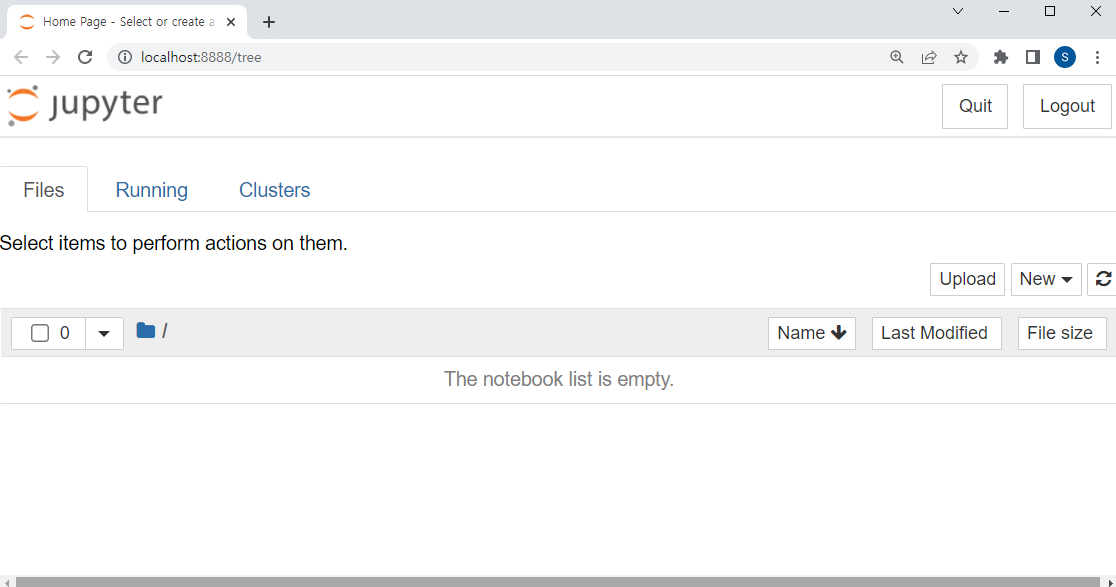 Home Page - Select or create a
localhost:8888/tree
S
jupyter
Quit
Logout
Files
Running
Clusters
Select items to perform actions on them.
Upload
New
0
/
Name
Last Modified
File size
The notebook list is empty.